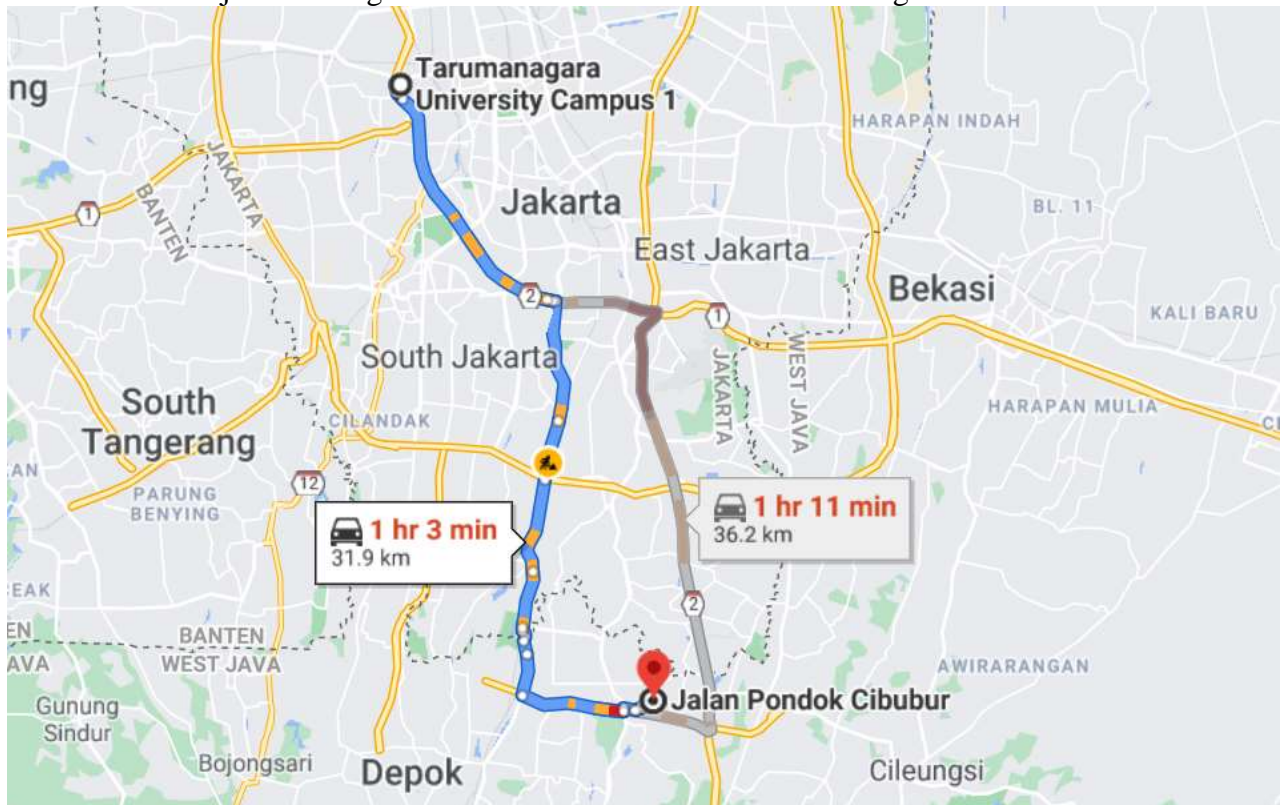 ng
Tarumanagara
University Campus 1
HARAPAN INDAH
JAKARTA
BANTEN
1
Jakarta
BL. 11
East Jakarta
Bekasi
2
1
KALI BARU
South Jakarta
JAKARTA
WEST JAVA
South
Tangerang
CILANDAK
HARAPAN MULIA
12
PARUNG
BENYING
1 hr 3 min
31.9 km
1 hr 11 min
36.2 km
EAK
2
EN
AVA
BANTEN
WEST JAVA
AWIRARANGAN
Jalan Pondok Cibubur
Gunung
Sindur
Bojongsari
Depok
Cileungsi